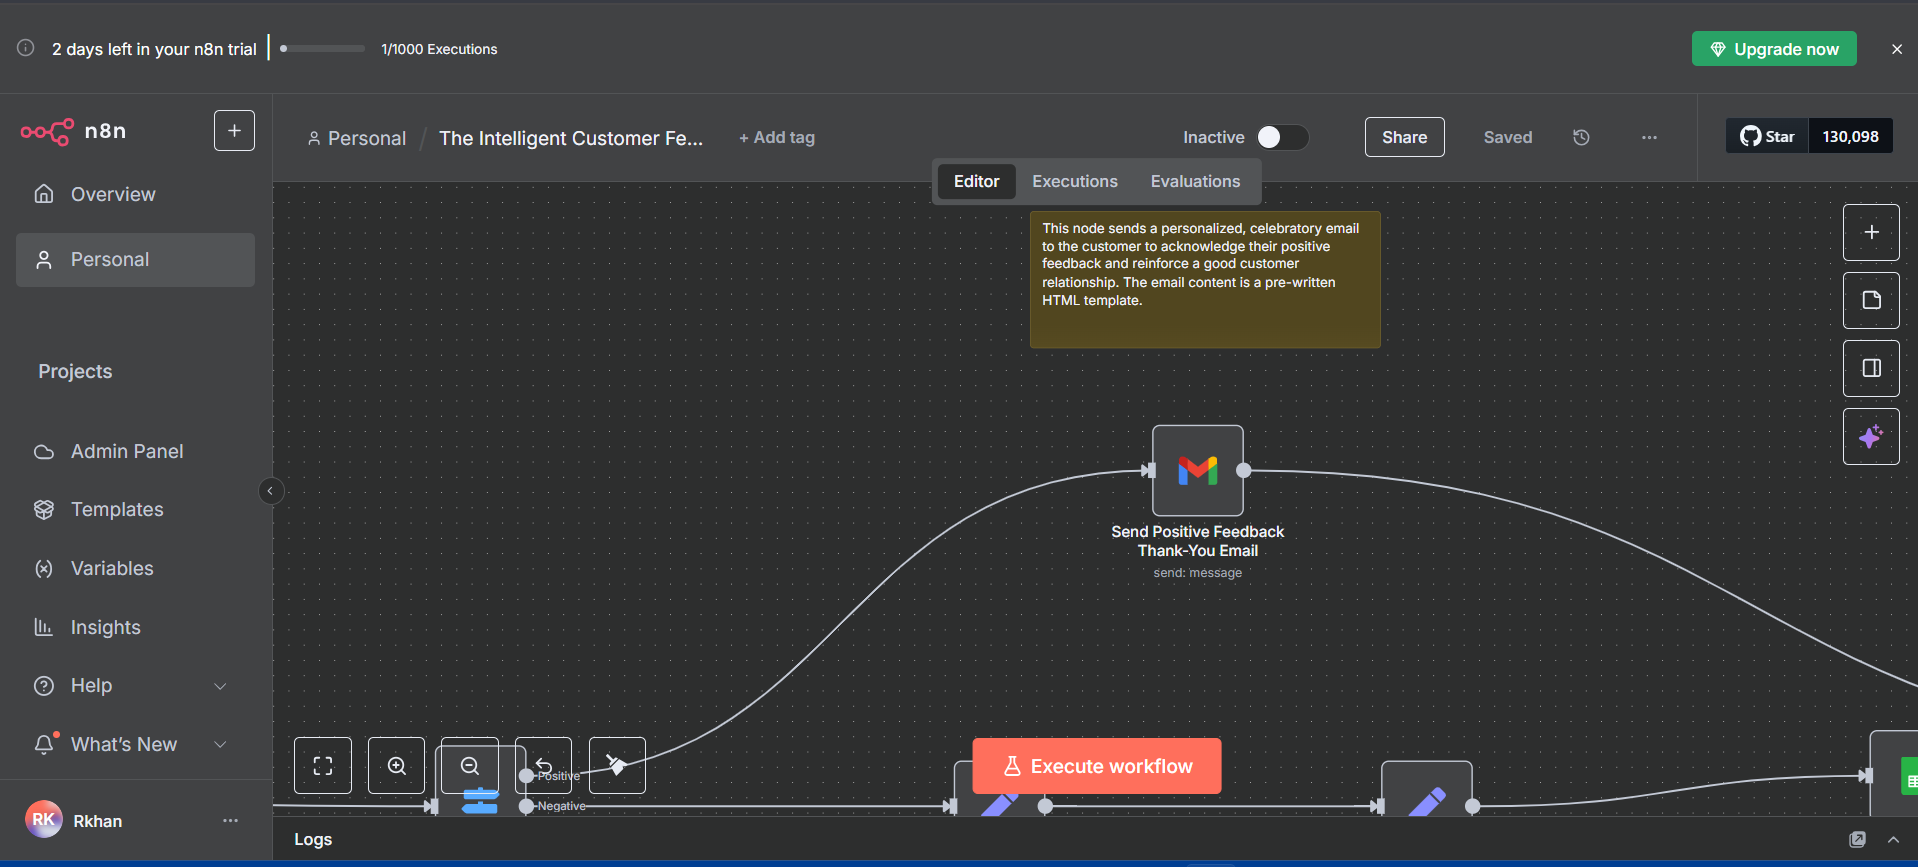 2 days left in your n8n trial
1/1000 Executions
Upgrade now
n8n
Personal / The Intelligent Customer Fe...
+ Add tag
Inactive
Share
Saved
Star
130,098
Editor
Executions
Evaluations
Overview
Personal
Projects
Admin Panel
Templates
Variables
Insights
Help
What's New
RK
Rkhan
This node sends a personalized, celebratory email
to the customer to acknowledge their positive
feedback and reinforce a good customer
relationship. The email content is a pre-written
HTML template.
Send Positive Feedback
Thank-You Email
send: message
Positive
Negative
Execute workflow
Logs